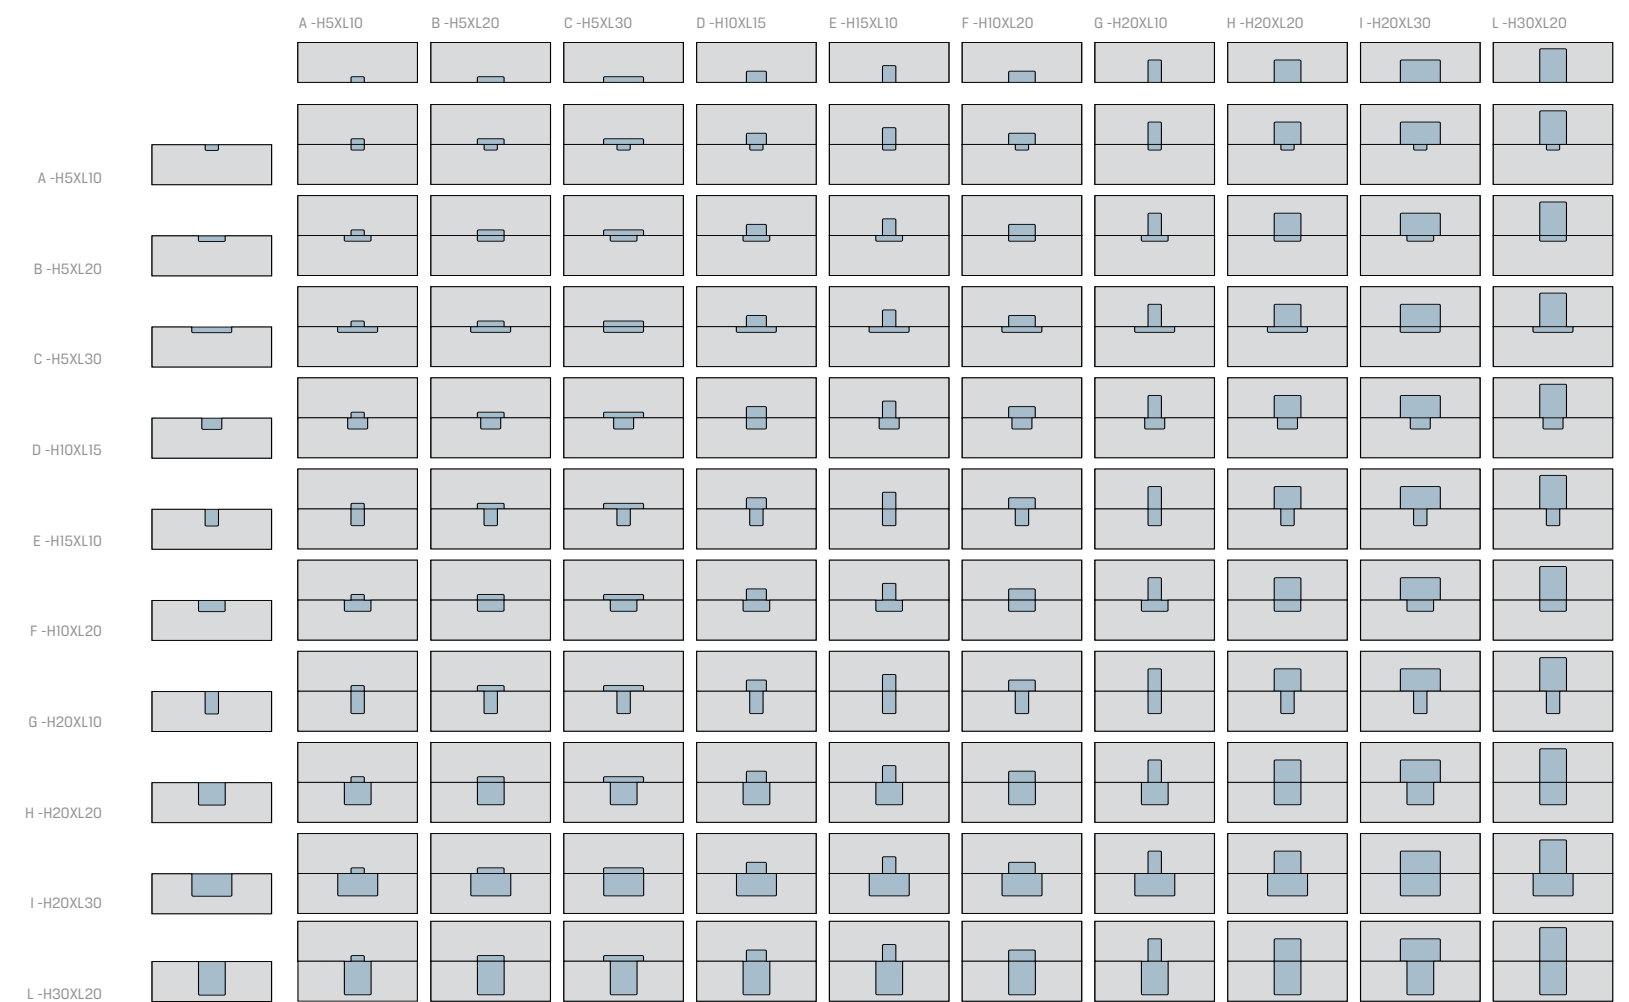 A -H5XL10 B -H5XL20 C -H5XL30 D -H10XL15 E -H15XL10 F -H10XL20 G -H20XL10 H -H20XL20 I -H20XL30 L -H30XL20
A -H5XL10
B -H5XL20
C -H5XL30
D -H10XL15
E -H15XL10
F -H10XL20
G -H20XL10
H -H20XL20
I -H20XL30
L -H30XL20